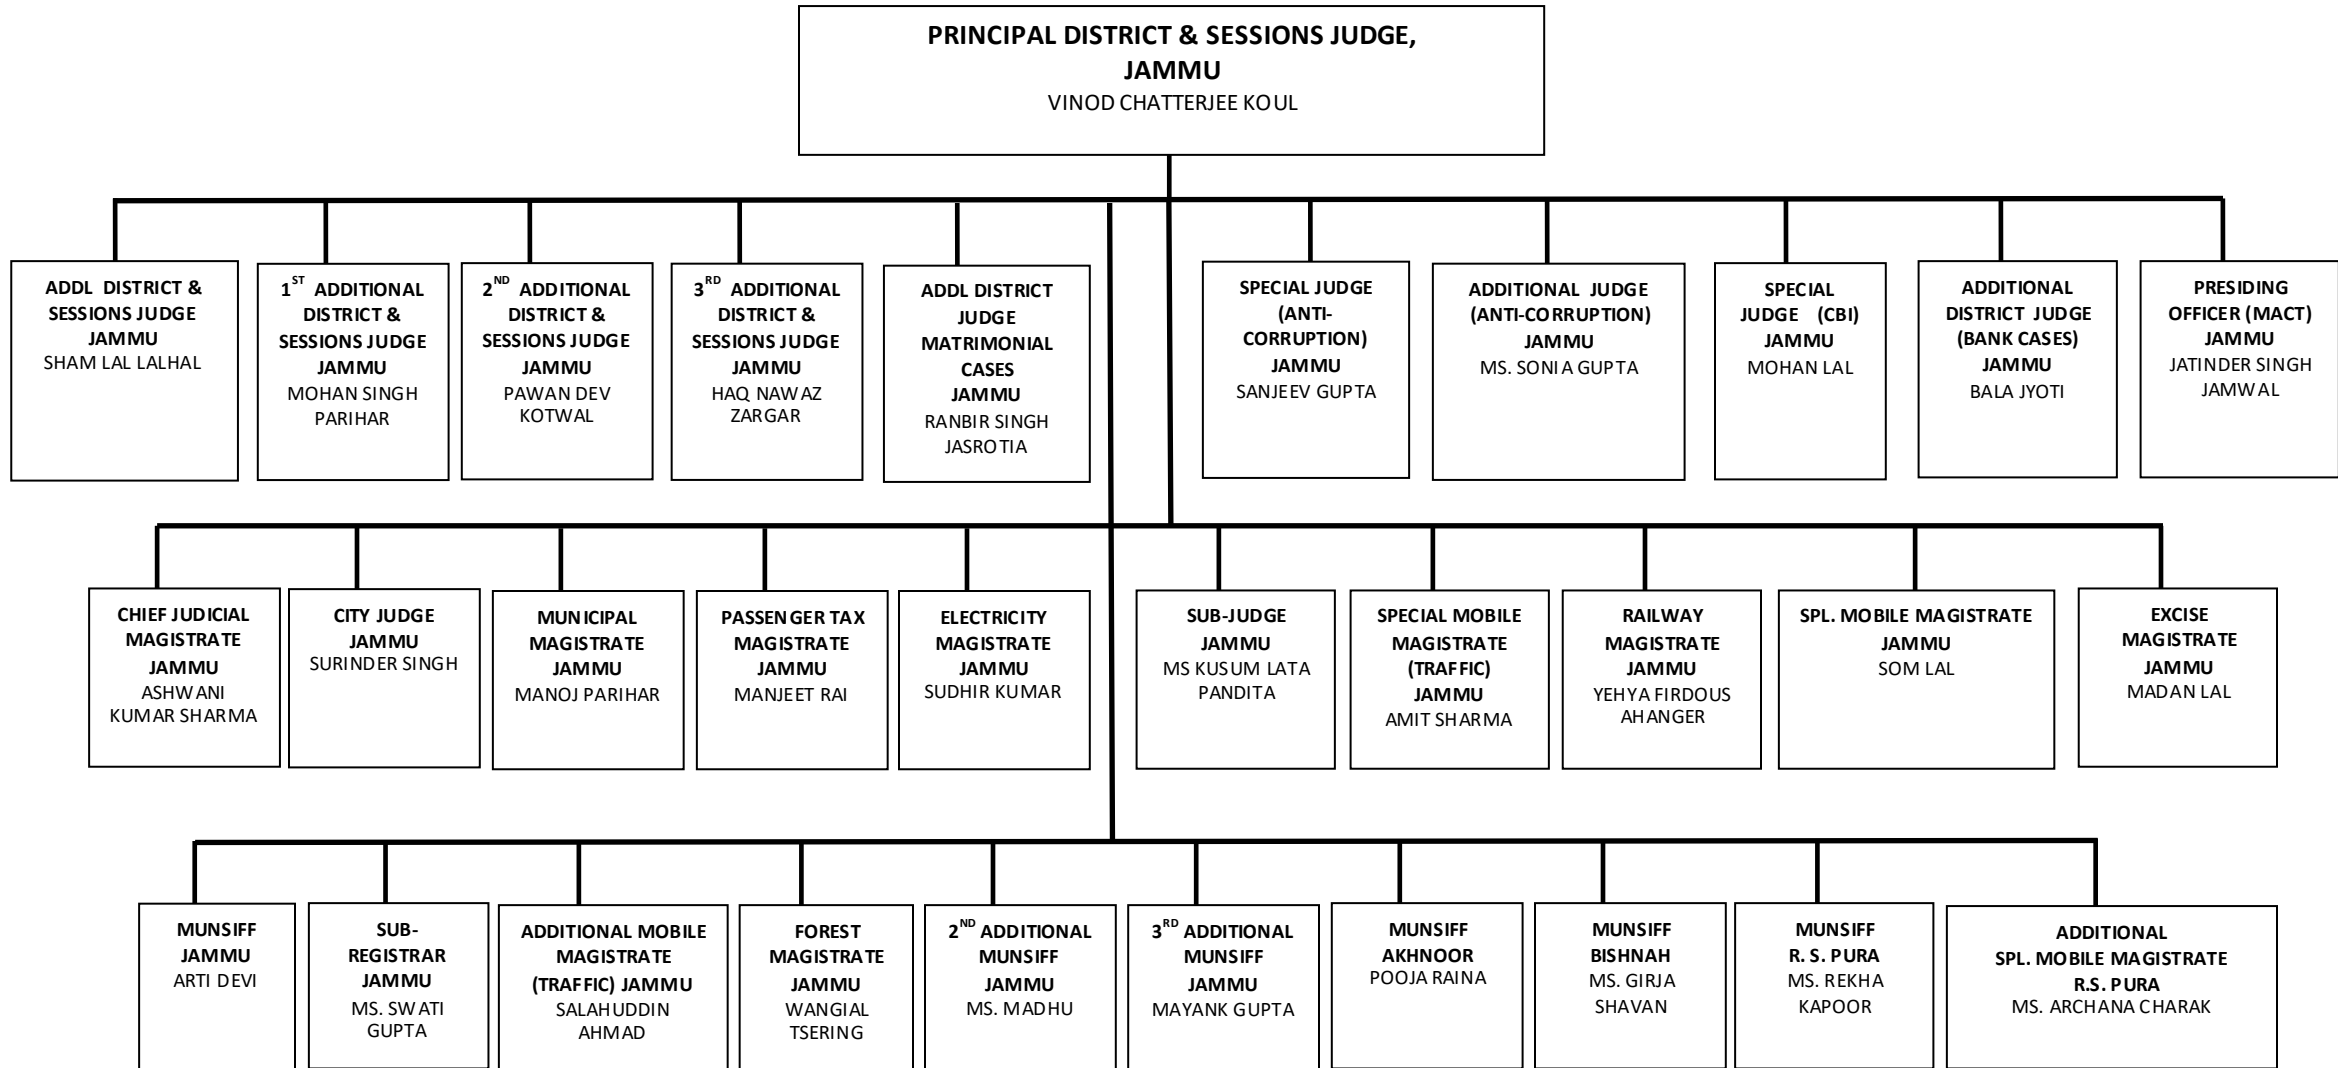 PRINCIPAL DISTRICT & SESSIONS JUDGE,
JAMMU
VINOD CHATTERJEE KOUL
ADDL DISTRICT &
SESSIONS JUDGE
JAMMU
SHAM LAL LALHAL
1ST ADDITIONAL
DISTRICT &
SESSIONS JUDGE
JAMMU
MOHAN SINGH
PARIHAR
2ND ADDITIONAL
DISTRICT &
SESSIONS JUDGE
JAMMU
PAWAN DEV
KOTWAL
3RD ADDITIONAL
DISTRICT &
SESSIONS JUDGE
JAMMU
HAQ NAWAZ
ZARGAR
ADDL DISTRICT
JUDGE
MATRIMONIAL
CASES
JAMMU
RANBIR SINGH
JASROTIA
SPECIAL JUDGE
(ANTI-
CORRUPTION)
JAMMU
SANJEEV GUPTA
ADDITIONAL JUDGE
(ANTI-CORRUPTION)
JAMMU
MS. SONIA GUPTA
SPECIAL
JUDGE (CBI)
JAMMU
MOHAN LAL
ADDITIONAL
DISTRICT JUDGE
(BANK CASES)
JAMMU
BALA JYOTI
PRESIDING
OFFICER (MACT)
JAMMU
JATINDER SINGH
JAMWAL
CHIEF JUDICIAL
MAGISTRATE
JAMMU
ASHWANI
KUMAR SHARMA
CITY JUDGE
JAMMU
SURINDER SINGH
MUNICIPAL
MAGISTRATE
JAMMU
MANOJ PARIHAR
PASSENGER TAX
MAGISTRATE
JAMMU
MANJEET RAI
ELECTRICITY
MAGISTRATE
JAMMU
SUDHIR KUMAR
SUB-JUDGE
JAMMU
MS KUSUM LATA
PANDITA
SPECIAL MOBILE
MAGISTRATE
(TRAFFIC)
JAMMU
AMIT SHARMA
RAILWAY
MAGISTRATE
JAMMU
YEHYA FIRDOUS
AHANGER
SPL. MOBILE MAGISTRATE
JAMMU
SOM LAL
EXCISE
MAGISTRATE
JAMMU
MADAN LAL
MUNSIFF
JAMMU
ARTI DEVI
SUB-
REGISTRAR
JAMMU
MS. SWATI
GUPTA
ADDITIONAL MOBILE
MAGISTRATE
(TRAFFIC) JAMMU
SALAHUDDIN
AHMAD
FOREST
MAGISTRATE
JAMMU
WANGIAL
TSERING
2ND ADDITIONAL
MUNSIFF
JAMMU
MS. MADHU
3RD ADDITIONAL
MUNSIFF
JAMMU
MAYANK GUPTA
MUNSIFF
AKHNOOR
POOJA RAINA
MUNSIFF
BISHNAH
MS. GIRJA
SHAVAN
MUNSIFF
R. S. PURA
MS. REKHA
KAPOOR
ADDITIONAL
SPL. MOBILE MAGISTRATE
R.S. PURA
MS. ARCHANA CHARAK